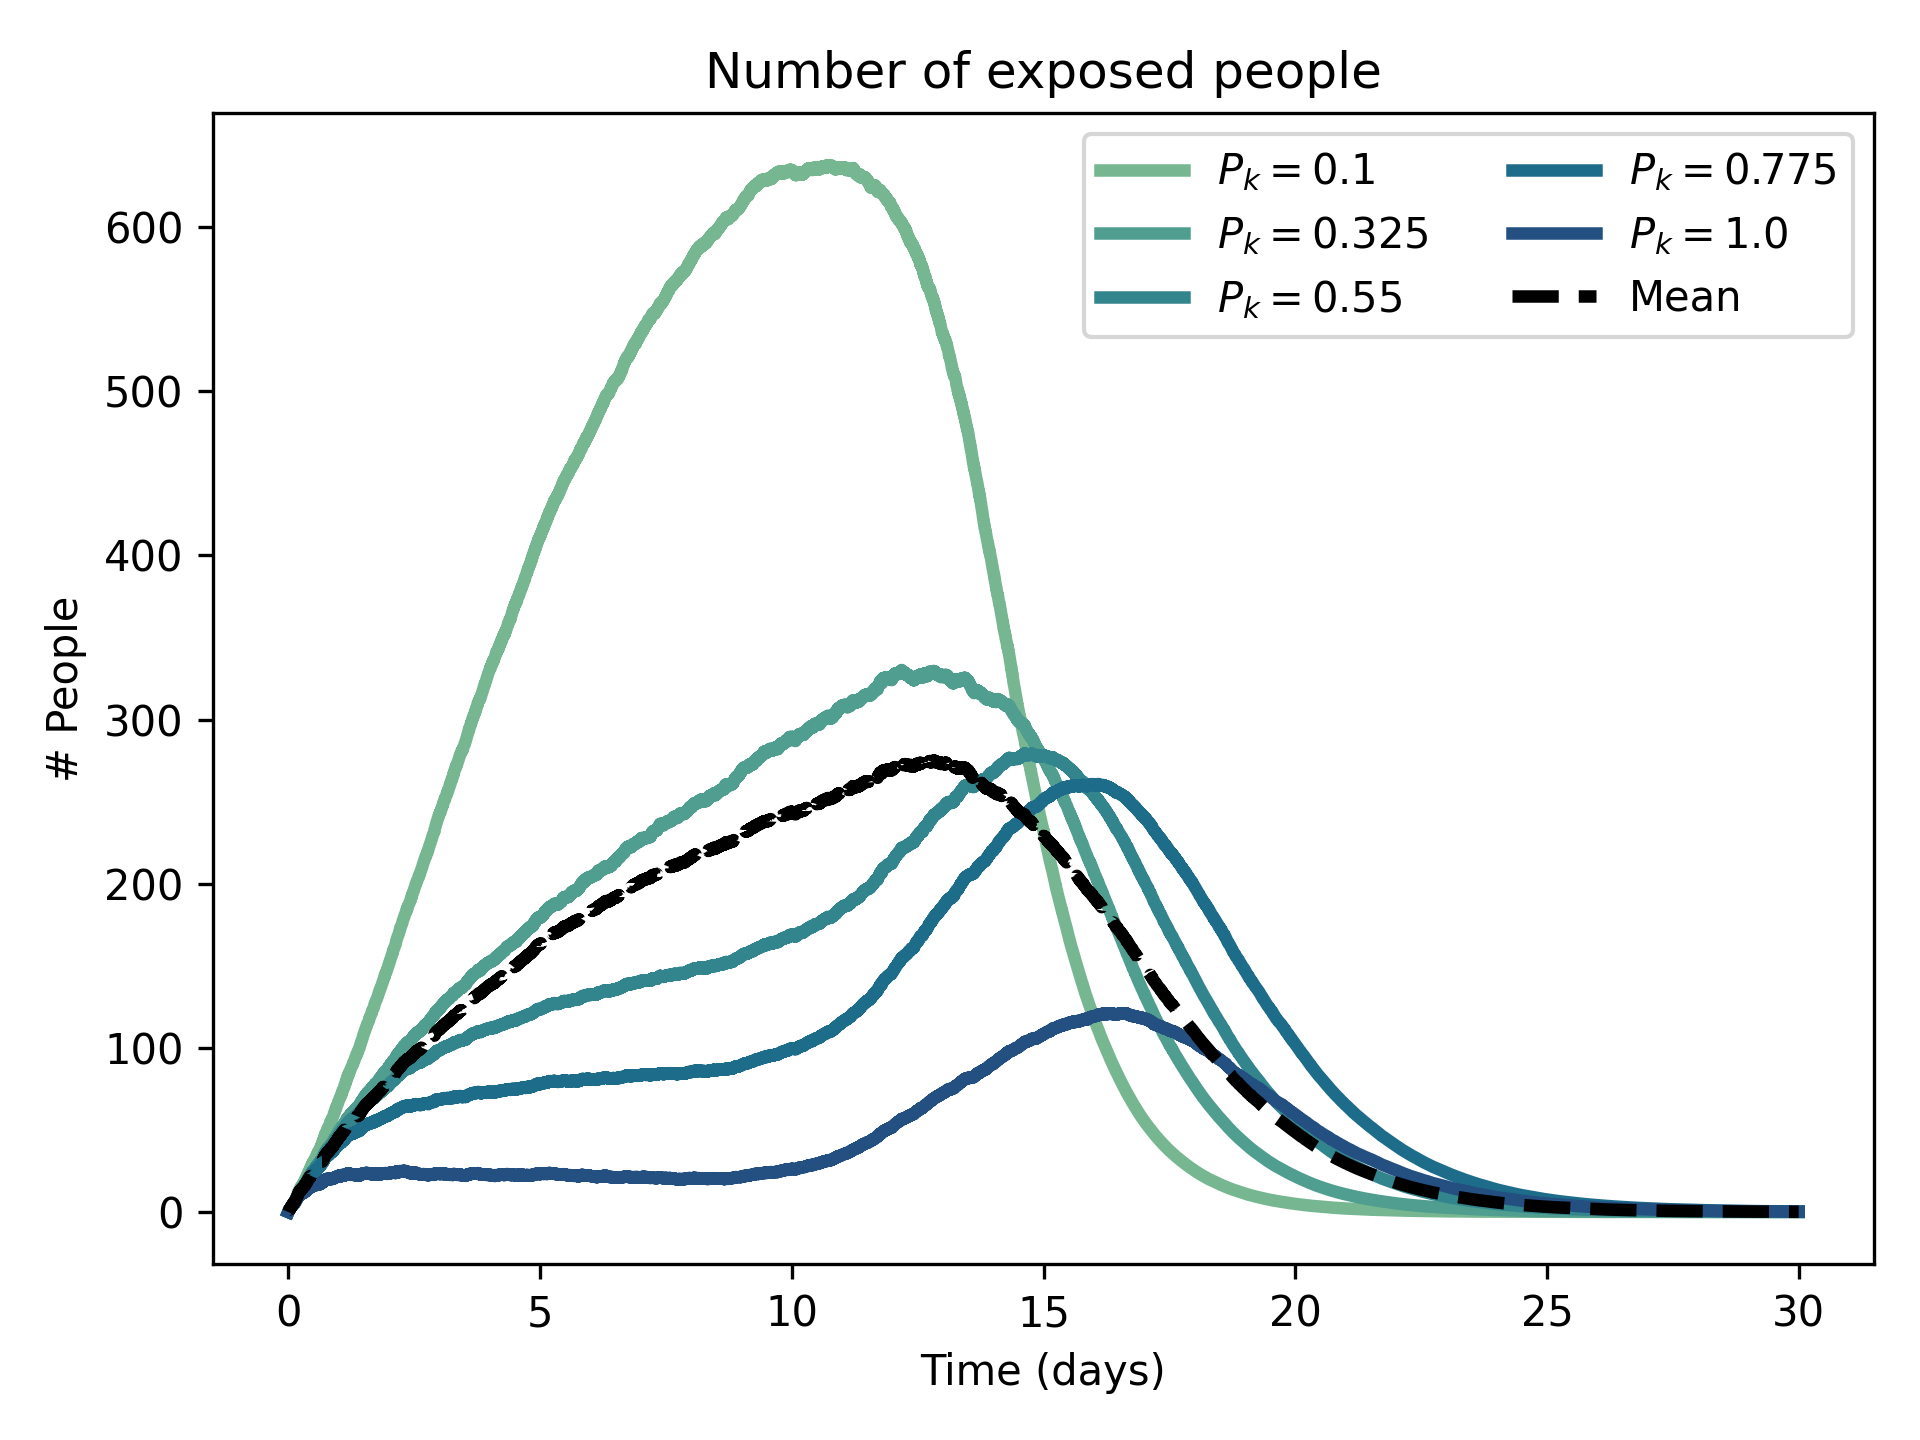 Number of exposed people
P_k = 0.1
P_k = 0.325
P_k = 0.55
P_k = 0.775
P_k = 1.0
Mean
# People
600
500
400
300
200
100
0
0 5 10 15 20 25 30
Time (days)